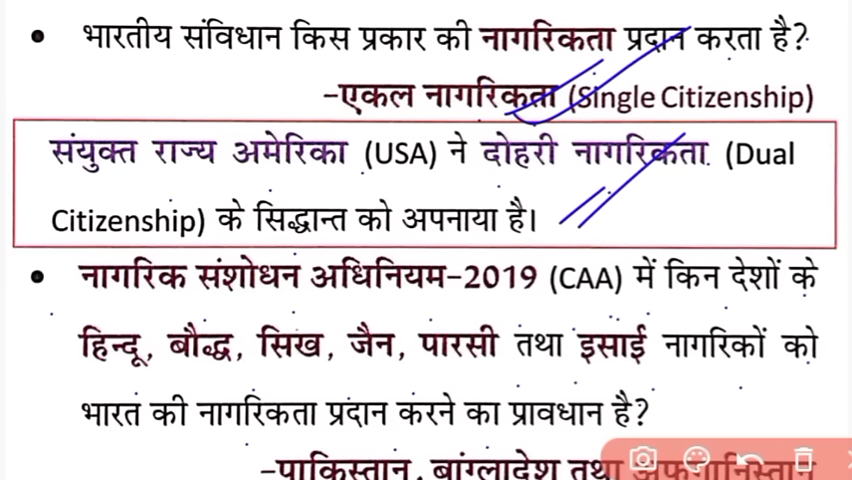 • भारतीय संविधान किस प्रकार की नागरिकता प्रदान करता है?
-एकल नागरिकता (Single Citizenship)
संयुक्त राज्य अमेरिका (USA) ने दोहरी नागरिकता (Dual
Citizenship) के सिद्धान्त को अपनाया है।
• नागरिक संशोधन अधिनियम-2019 (CAA) में किन देशों के
हिन्दू, बौद्ध, सिख, जैन, पारसी तथा इसाई नागरिकों को
भारत की नागरिकता प्रदान करने का प्रावधान है?
-पाकिस्तान, बांग्लादेश तथा अफगानिस्तान